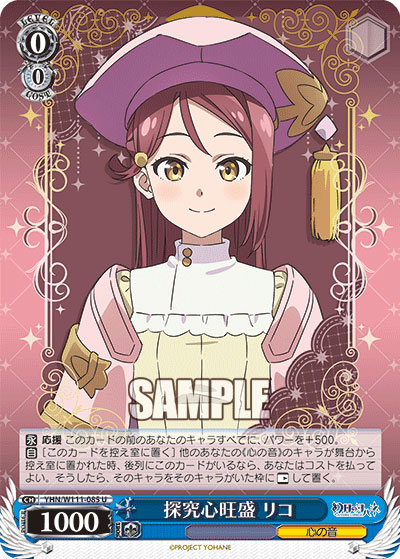 LEVEL
0
0
COST
SAMPLE
永 応援 このカードの前のあなたのキャラすべてに、パワーを+500。
自 [このカードを控え室に置く] 他のあなたの《心の音》のキャラが舞台から
控え室に置かれた時、後列にこのカードがいるなら、あなたはコストを払って
よい。そうしたら、そのキャラをそのキャラがいた枠に して置く。
CH YHN/W111-085 U
1000
探究心旺盛 リコ
心の音
©PROJECT YOHANE